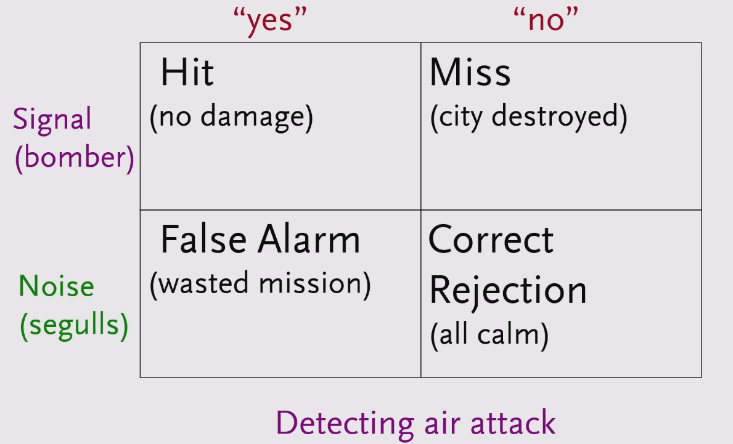 “yes” “no”
Signal
(bomber)
Hit
(no damage)
Miss
(city destroyed)
Noise
(segulls)
False Alarm
(wasted mission)
Correct
Rejection
(all calm)
Detecting air attack